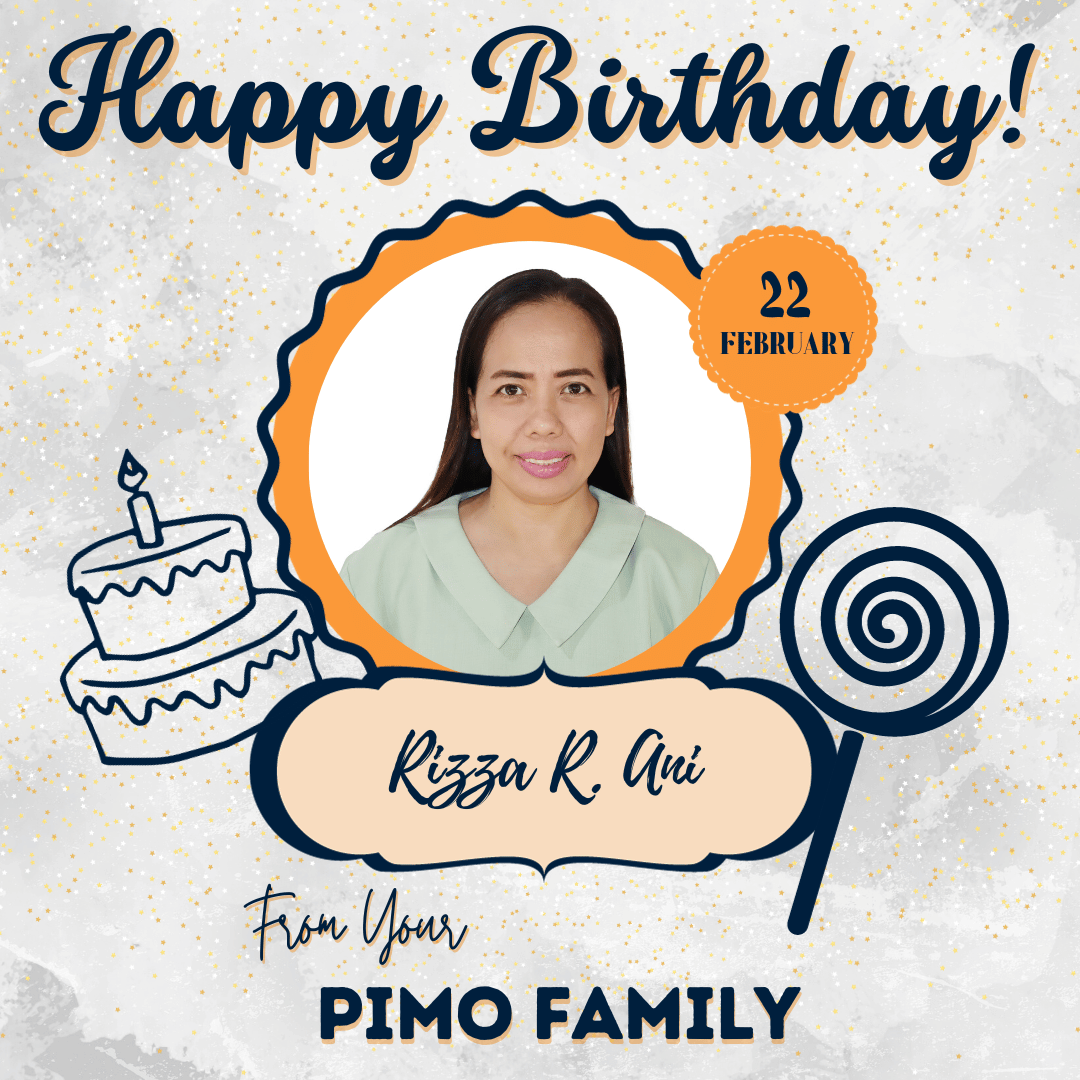 Happy Birthday!
22
FEBRUARY
Rizza R. Ani
From Your
PIMO FAMILY